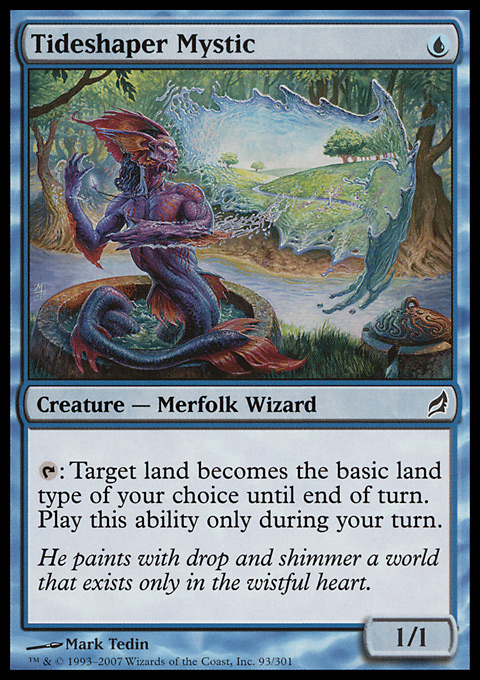 Tideshaper Mystic
Creature — Merfolk Wizard
: Target land becomes the basic land
type of your choice until end of turn.
Play this ability only during your turn.
He paints with drop and shimmer a world
that exists only in the wistful heart.
1/1
Mark Tedin
™ & © 1993–2007 Wizards of the Coast, Inc. 93/301